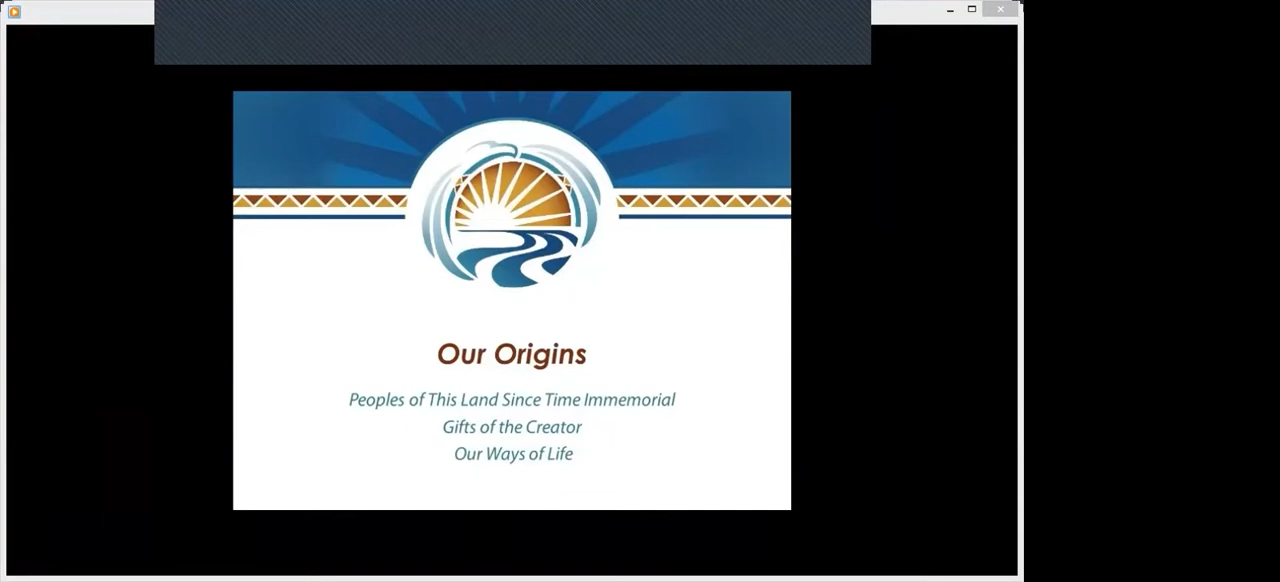 Our Origins
Peoples of This Land Since Time Immemorial
Gifts of the Creator
Our Ways of Life